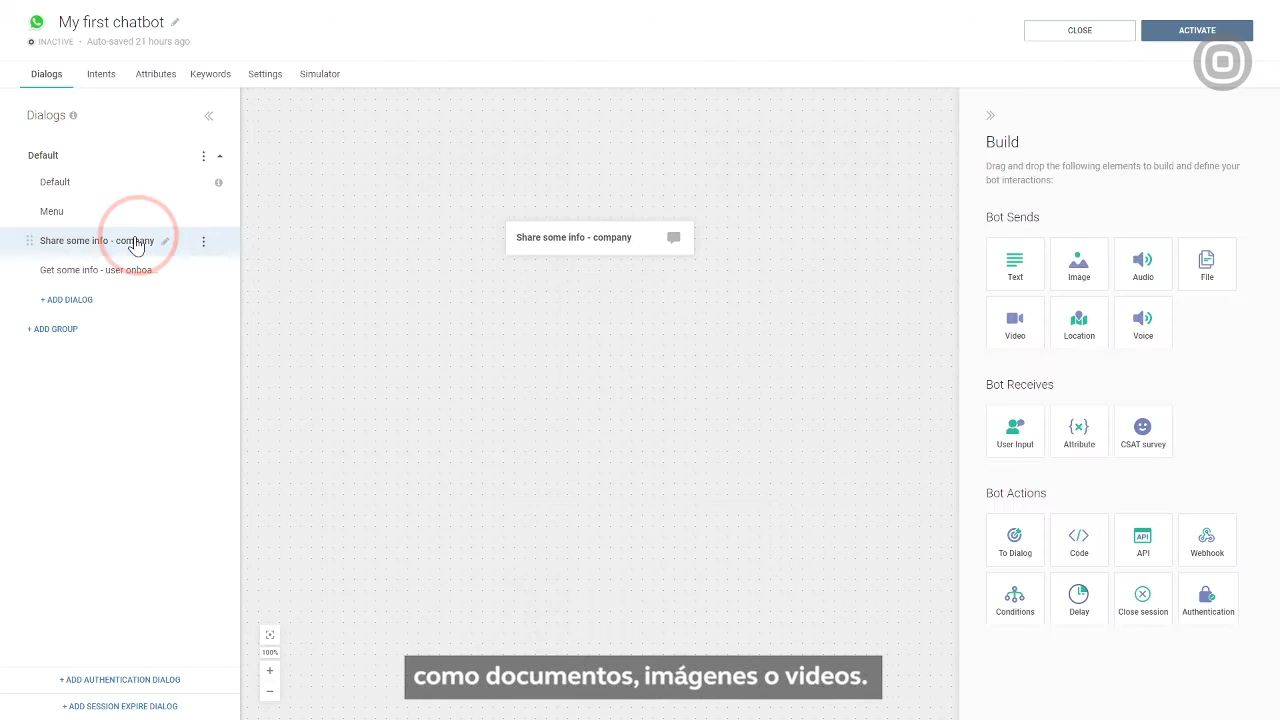 My first chatbot
INACTIVE • Auto-saved 21 hours ago
CLOSE
ACTIVATE
Dialogs
Intents
Attributes
Keywords
Settings
Simulator
Dialogs
Default
Default
Menu
Share some info - company
Get some info - user onboa...
+ ADD DIALOG
+ ADD GROUP
+ ADD AUTHENTICATION DIALOG
+ ADD SESSION EXPIRE DIALOG
Share some info - company
100%
como documentos, imágenes o videos.
Build
Drag and drop the following elements to build and define your
bot interactions:
Bot Sends
Text
Image
Audio
File
Video
Location
Voice
Bot Receives
User Input
Attribute
CSAT survey
Bot Actions
To Dialog
Code
API
API
Webhook
Conditions
Delay
Close session
Authentication